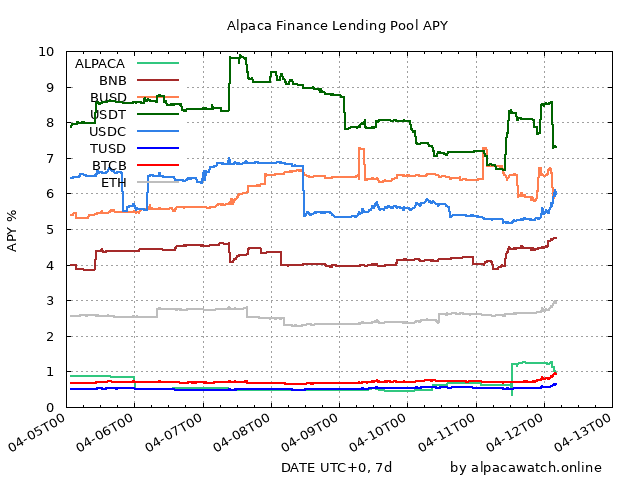 Alpaca Finance Lending Pool APY
10
9
8
7
6
5
4
3
2
1
0
APY %
ALPACA
BNB
BUSD
USDT
USDC
TUSD
BTCB
ETH
04-05T00
04-06T00
04-07T00
04-08T00
04-09T00
04-10T00
04-11T00
04-12T00
04-13T00
DATE UTC+0, 7d
by alpacawatch.online